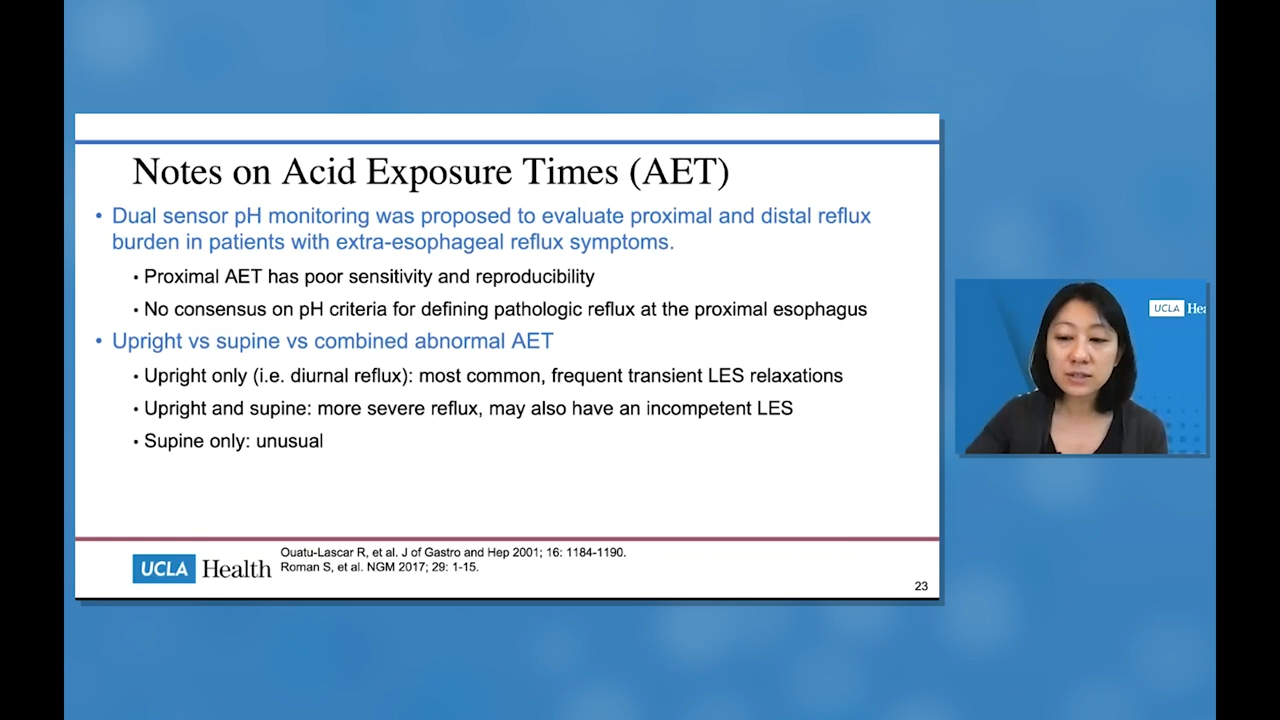 Notes on Acid Exposure Times (AET)
• Dual sensor pH monitoring was proposed to evaluate proximal and distal reflux
burden in patients with extra-esophageal reflux symptoms.
• Proximal AET has poor sensitivity and reproducibility
• No consensus on pH criteria for defining pathologic reflux at the proximal esophagus
• Upright vs supine vs combined abnormal AET
• Upright only (i.e. diurnal reflux): most common, frequent transient LES relaxations
• Upright and supine: more severe reflux, may also have an incompetent LES
• Supine only: unusual
UCLA Health
Ouatu-Lascar R, et al. J of Gastro and Hep 2001; 16: 1184-1190.
Roman S, et al. NGM 2017; 29: 1-15.
23
UCLA Hea